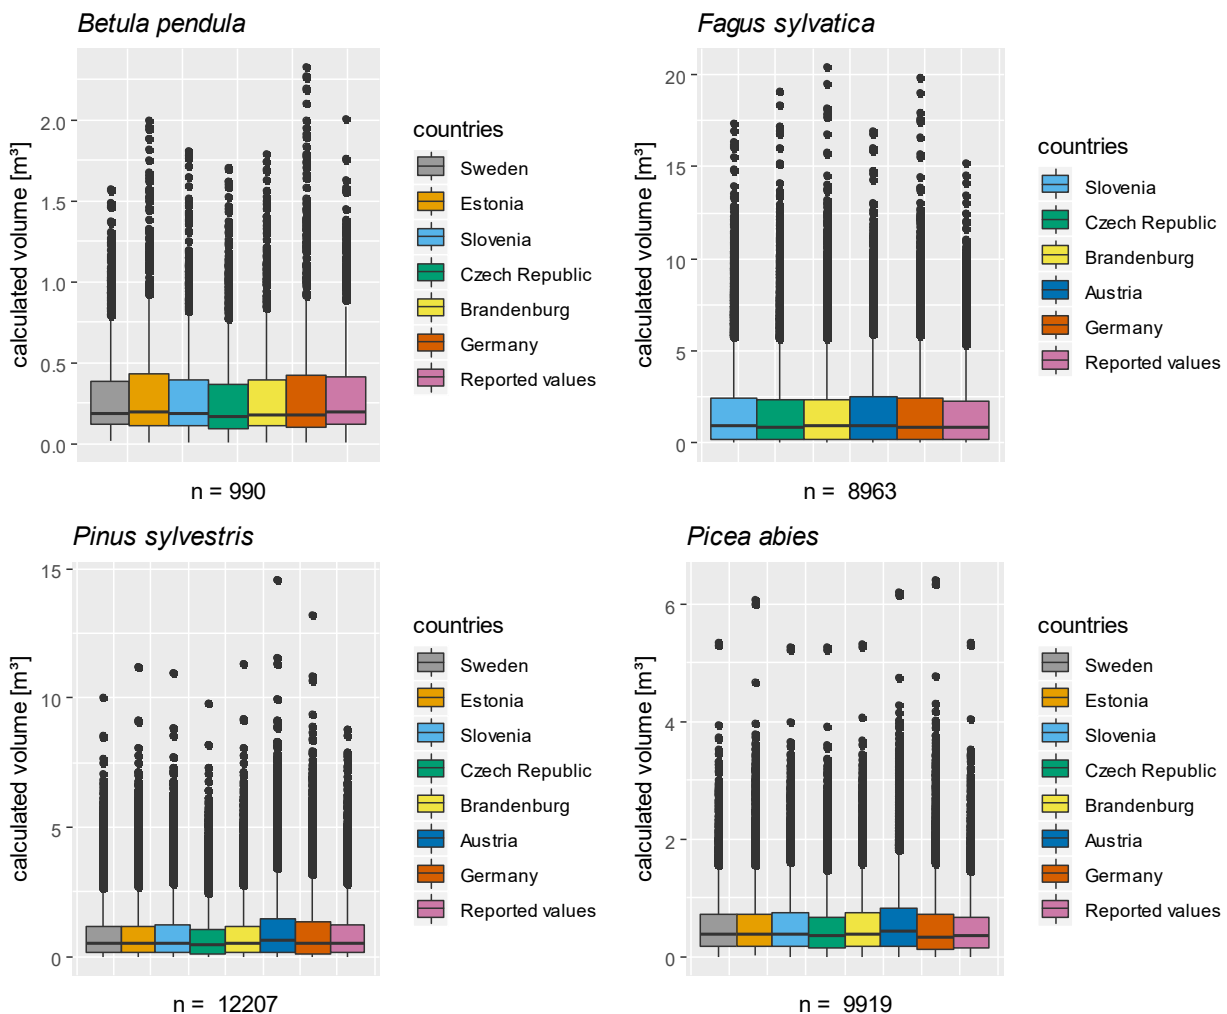 Betula pendula
calculated volume [m³]
2.0
1.5
1.0
0.5
0.0
n = 990
countries
Sweden
Estonia
Slovenia
Czech Republic
Brandenburg
Germany
Reported values
Fagus sylvatica
calculated volume [m³]
20
15
10
5
0
n = 8963
countries
Slovenia
Czech Republic
Brandenburg
Austria
Germany
Reported values
Pinus sylvestris
calculated volume [m³]
15
10
5
0
n = 12207
countries
Sweden
Estonia
Slovenia
Czech Republic
Brandenburg
Austria
Germany
Reported values
Picea abies
calculated volume [m³]
6
4
2
0
n = 9919
countries
Sweden
Estonia
Slovenia
Czech Republic
Brandenburg
Austria
Germany
Reported values